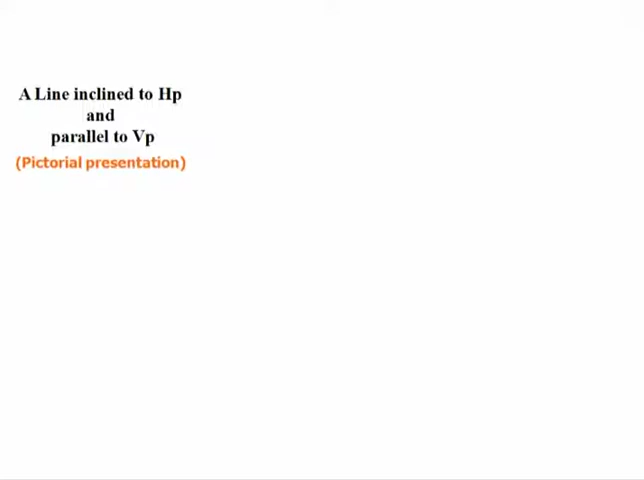 A Line inclined to Hp
and
parallel to Vp
(Pictorial presentation)